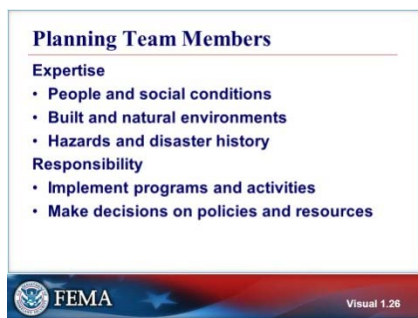 Planning Team Members
Expertise
• People and social conditions
• Built and natural environments
• Hazards and disaster history
Responsibility
• Implement programs and activities
• Make decisions on policies and resources
FEMA
Visual 1.26